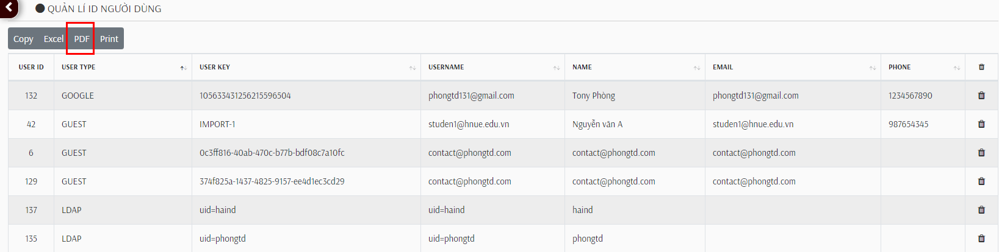 QUẢN LÍ ID NGƯỜI DÙNG
Copy Excel PDF Print
USER ID USER TYPE USER KEY USERNAME NAME EMAIL PHONE
132 GOOGLE 105633431256215596504 phongtd131@gmail.com Tony Phòng phongtd131@gmail.com 1234567890
42 GUEST IMPORT-1 studen1@hnue.edu.vn Nguyễn văn A studen1@hnue.edu.vn 987654345
6 GUEST 0c3ff816-40ab-470c-b77b-bdf08c7a10fc contact@phongtd.com contact@phongtd.com contact@phongtd.com
129 GUEST 374f825a-1437-4825-9157-ee4d1ec3cd29 contact@phongtd.com contact@phongtd.com contact@phongtd.com
137 LDAP uid=haind uid=haind haind
135 LDAP uid=phongtd uid=phongtd phongtd